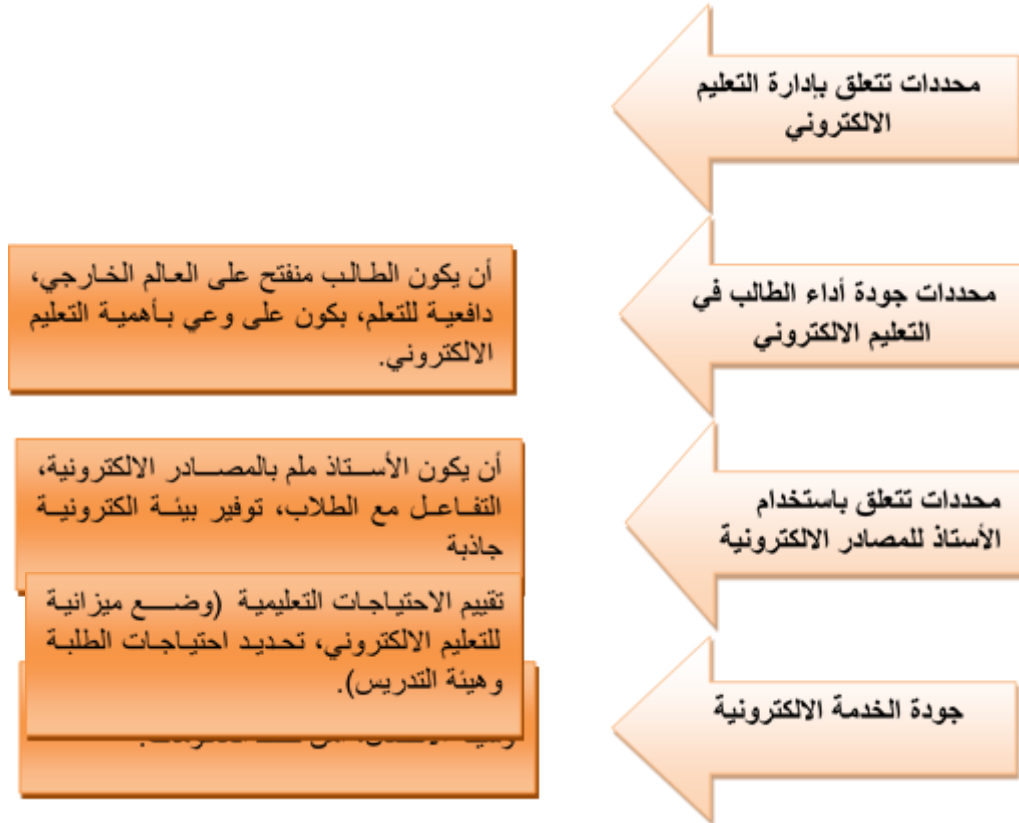 محددات تتعلق بإدارة التعليم
الالكتروني
محددات جودة أداء الطالب في
التعليم الالكتروني
أن يكون الطالب منفتح على العالم الخارجي،
دافعية للتعلم، بكون على وعي بأهمية التعليم
الالكتروني.
محددات تتعلق باستخدام
الأستاذ للمصادر الالكترونية
أن يكون الأستاذ ملم بالمصادر الالكترونية،
التفاعل مع الطلاب، توفير بيئة الكترونية
جاذبة
جودة الخدمة الالكترونية
تقييم الاحتياجات التعليمية (وضع ميزانية
للتعليم الالكتروني، تحديد احتياجات الطلبة
وهيئة التدريس).